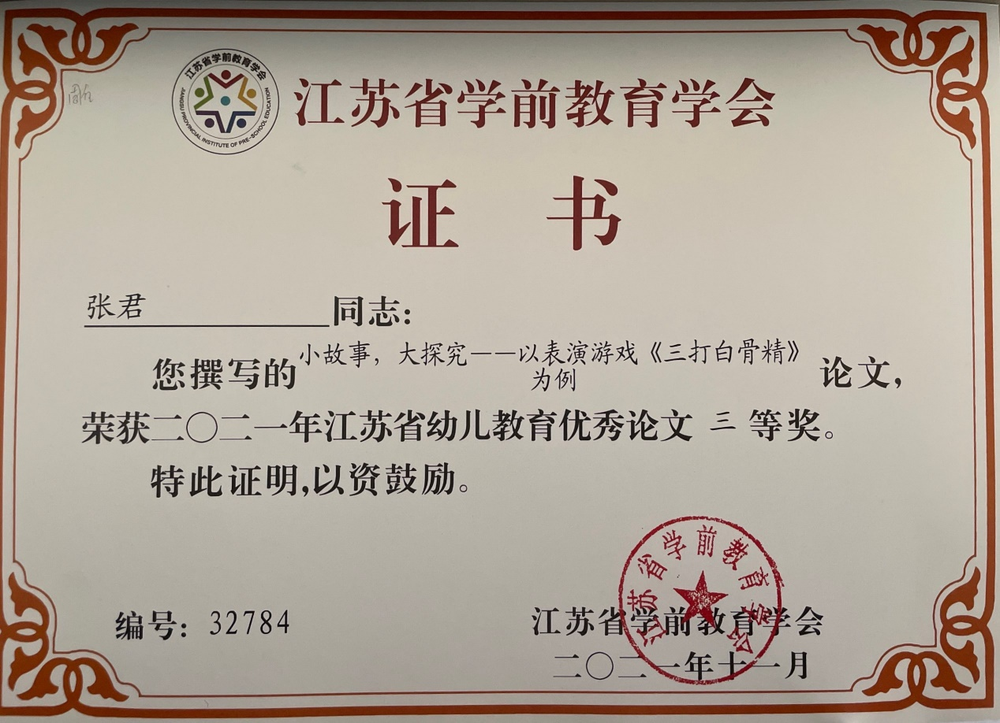 江苏省学前教育学会
JIANGSU PROVINCIAL INSTITUTE OF PRE-SCHOOL EDUCATION
江苏省学前教育学会
证 书
张君 同志：
您撰写的 小故事，大探究——以表演游戏《三打白骨精》为例 论文，
荣获二〇二一年江苏省幼儿教育优秀论文 三 等奖。
特此证明,以资鼓励。
江苏省学前教育学会
编号：32784
江苏省学前教育学会
二〇二一年十一月